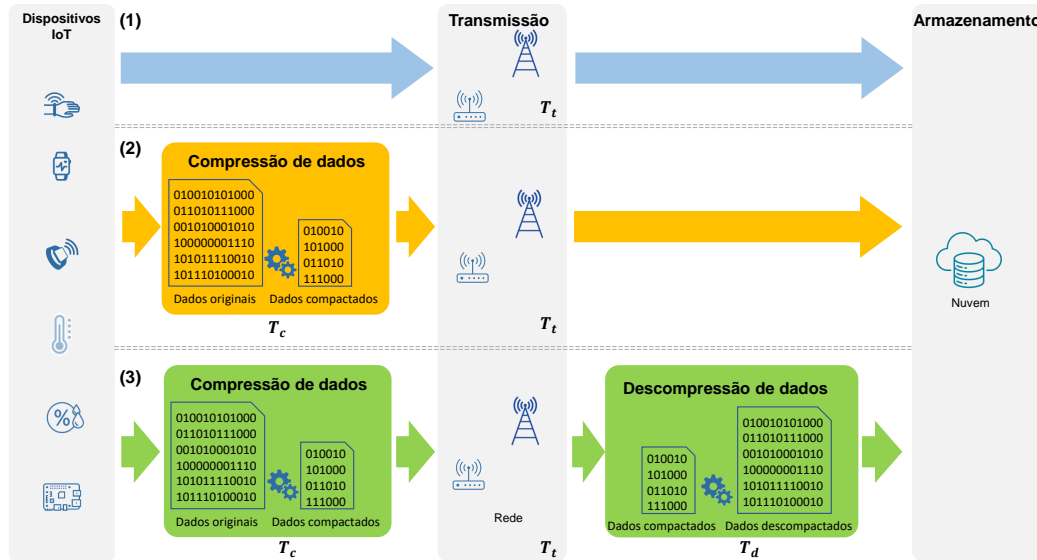 Dispositivos
IoT
(1)
Transmissão
Armazenamento
T_t
(2)
Compressão de dados
010010101000
011010111000
001010001010
100000001110
101011110010
101110100010
010010
101000
011010
111000
Dados originais
Dados compactados
T_c
T_t
Nuvem
%
(3)
Compressão de dados
010010101000
011010111000
001010001010
100000001110
101011110010
101110100010
010010
101000
011010
111000
Dados originais
Dados compactados
T_c
Rede
T_t
Descompressão de dados
010010
101000
011010
111000
010010101000
011010111000
001010001010
100000001110
101011110010
101110100010
Dados compactados
Dados descompactados
T_d